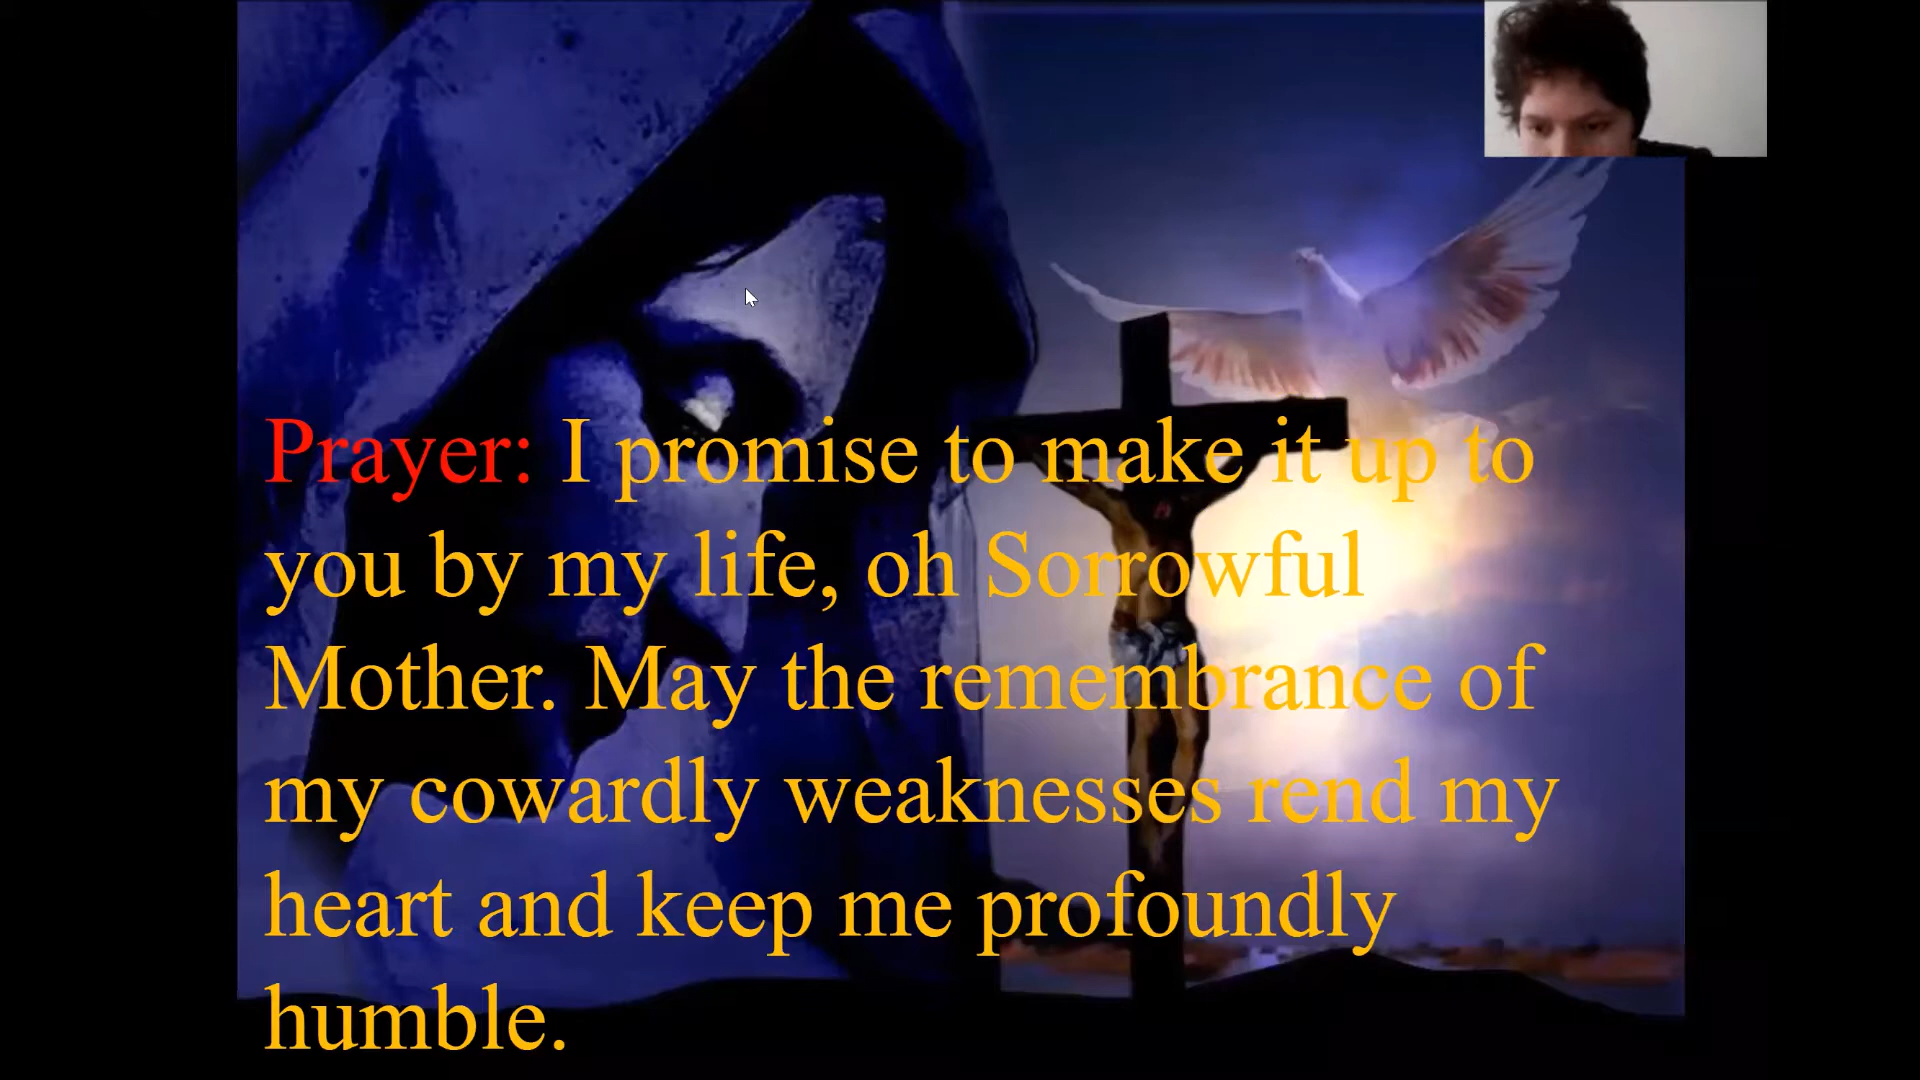 Prayer: I promise to make it up to
you by my life, oh Sorrowful
Mother. May the remembrance of
my cowardly weaknesses rend my
heart and keep me profoundly
humble.